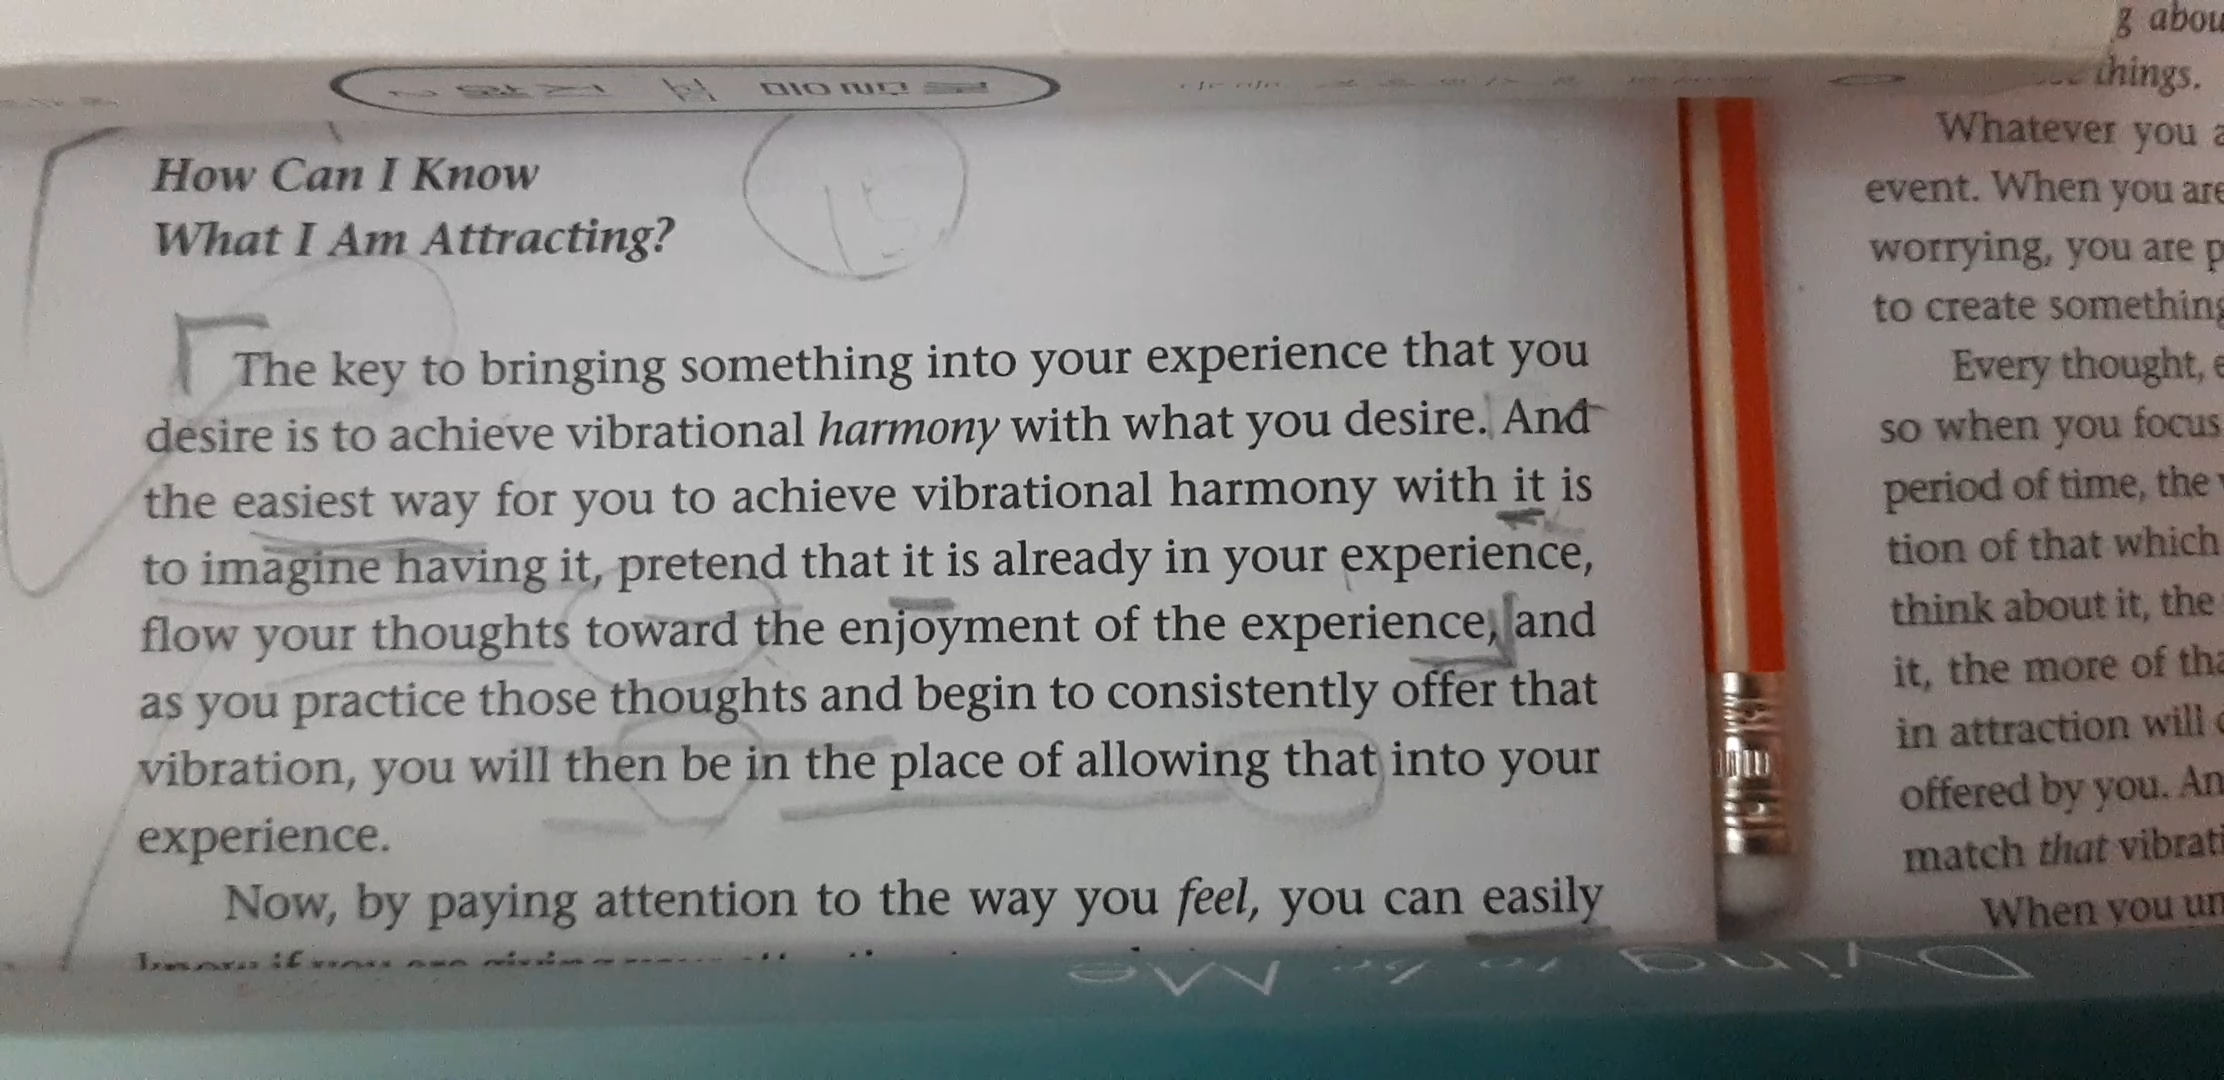 How Can I Know
What I Am Attracting?
15
The key to bringing something into your experience that you
desire is to achieve vibrational harmony with what you desire. And
the easiest way for you to achieve vibrational harmony with it is
to imagine having it, pretend that it is already in your experience,
flow your thoughts toward the enjoyment of the experience, and
as you practice those thoughts and begin to consistently offer that
vibration, you will then be in the place of allowing that into your
experience.
Now, by paying attention to the way you feel, you can easily
g abou
things.
Whatever you a
event. When you are
worrying, you are p
to create something
Every thought, e
so when you focus
period of time, the
tion of that which
think about it, the
it, the more of tha
in attraction will
offered by you. An
match that vibrati
When you un
Dying to be Me